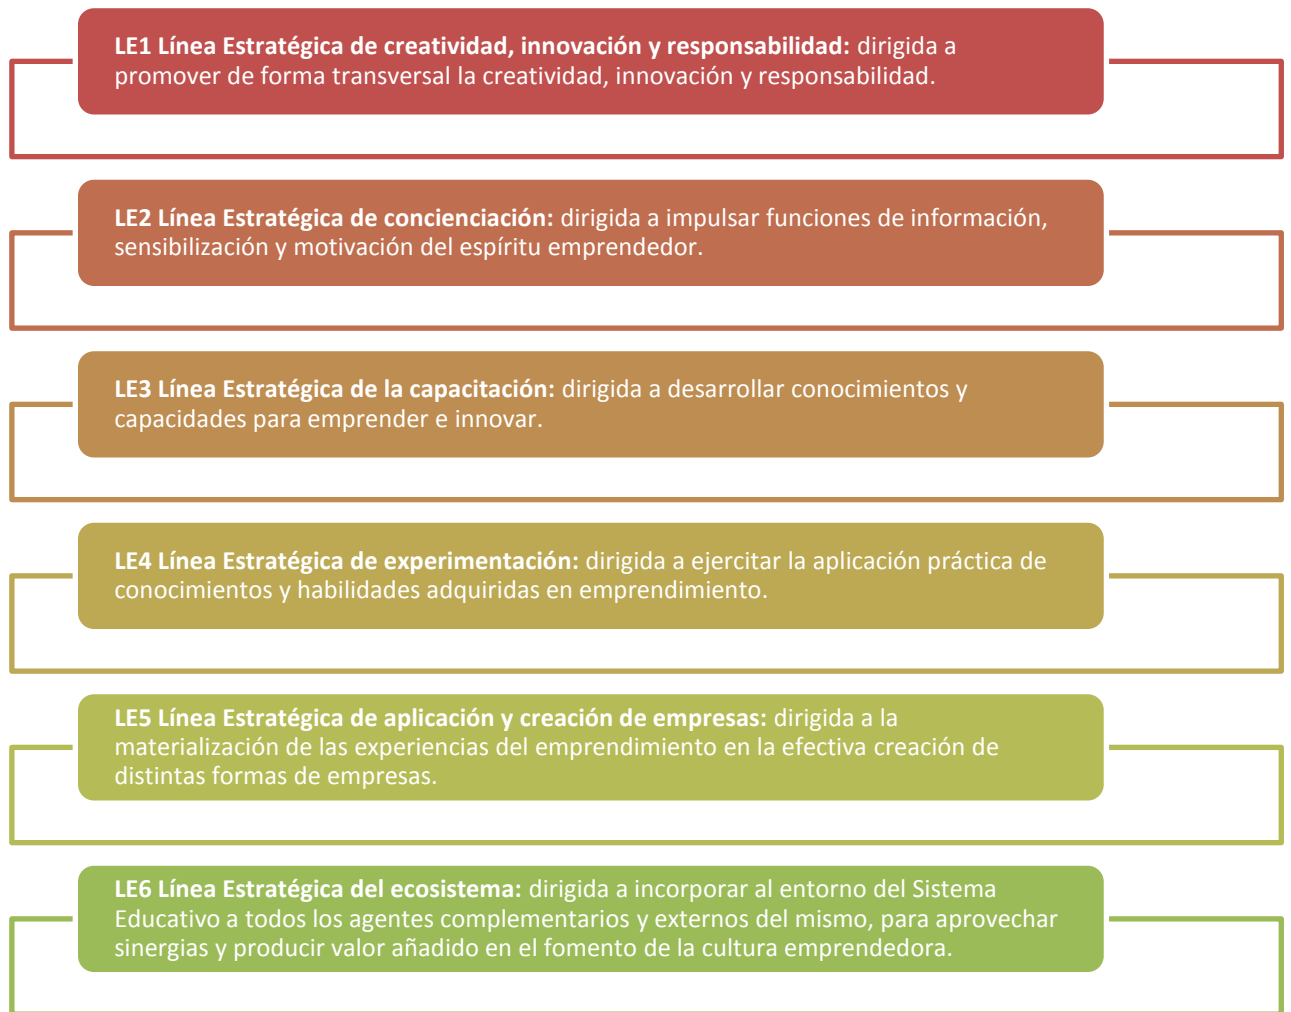 LE1 Línea Estratégica de creatividad, innovación y responsabilidad: dirigida a
promover de forma transversal la creatividad, innovación y responsabilidad.
LE2 Línea Estratégica de concienciación: dirigida a impulsar funciones de información,
sensibilización y motivación del espíritu emprendedor.
LE3 Línea Estratégica de la capacitación: dirigida a desarrollar conocimientos y
capacidades para emprender e innovar.
LE4 Línea Estratégica de experimentación: dirigida a ejercitar la aplicación práctica de
conocimientos y habilidades adquiridas en emprendimiento.
LE5 Línea Estratégica de aplicación y creación de empresas: dirigida a la
materialización de las experiencias del emprendimiento en la efectiva creación de
distintas formas de empresas.
LE6 Línea Estratégica del ecosistema: dirigida a incorporar al entorno del Sistema
Educativo a todos los agentes complementarios y externos del mismo, para aprovechar
sinergias y producir valor añadido en el fomento de la cultura emprendedora.